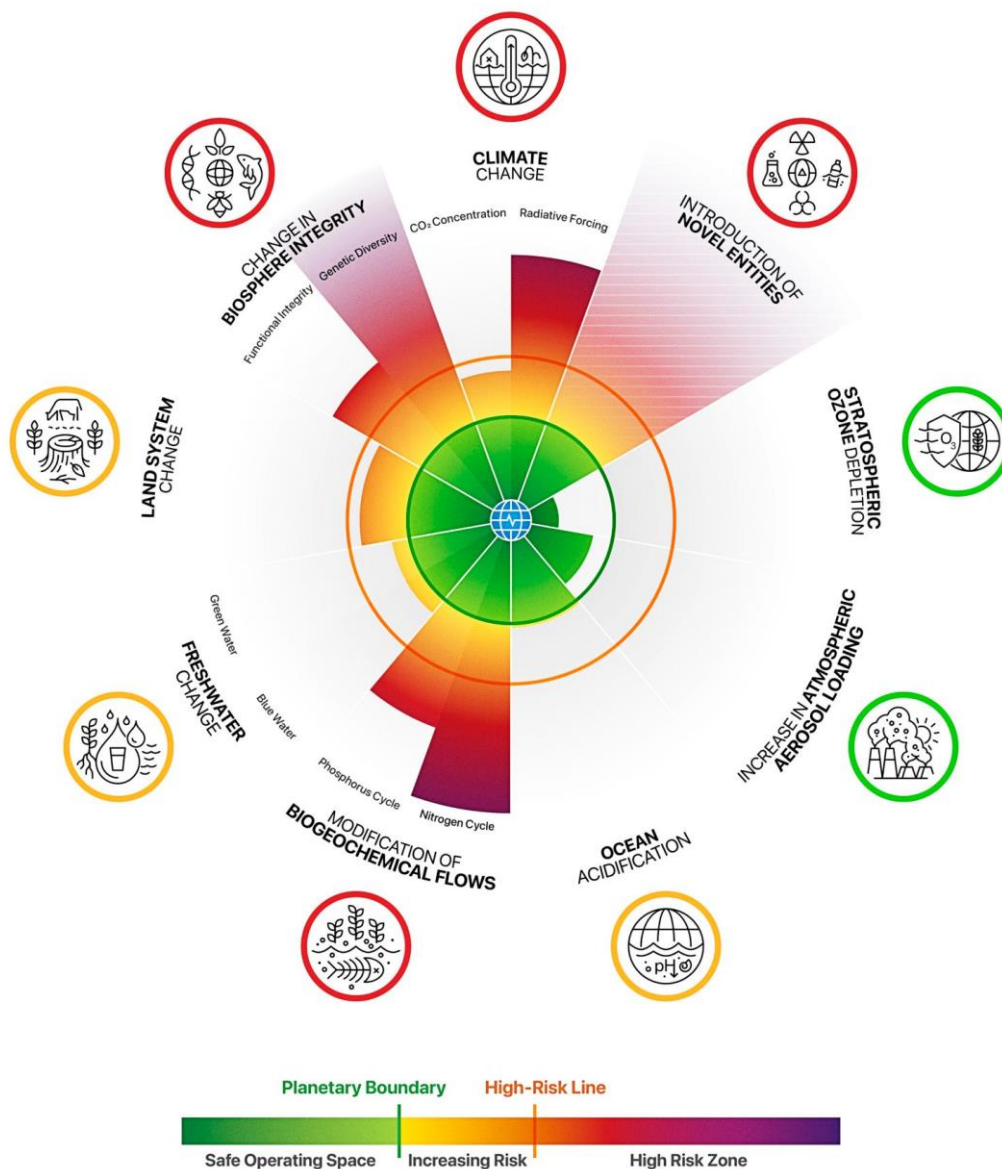 CLIMATE
CHANGE
CO₂ Concentration
Radiative Forcing
INTRODUCTION OF
NOVEL ENTITIES
CHANGE IN
BIOSPHERE INTEGRITY
Genetic Diversity
Functional Integrity
STRATOSPHERIC
OZONE DEPLETION
O₃
LAND SYSTEM
CHANGE
INCREASE IN ATMOSPHERIC
AEROSOL LOADING
Green Water
FRESHWATER
CHANGE
Blue Water
Phosphorus Cycle
Nitrogen Cycle
MODIFICATION OF
BIOGEOCHEMICAL FLOWS
OCEAN
ACIDIFICATION
pH
Planetary Boundary
High-Risk Line
Safe Operating Space
Increasing Risk
High Risk Zone